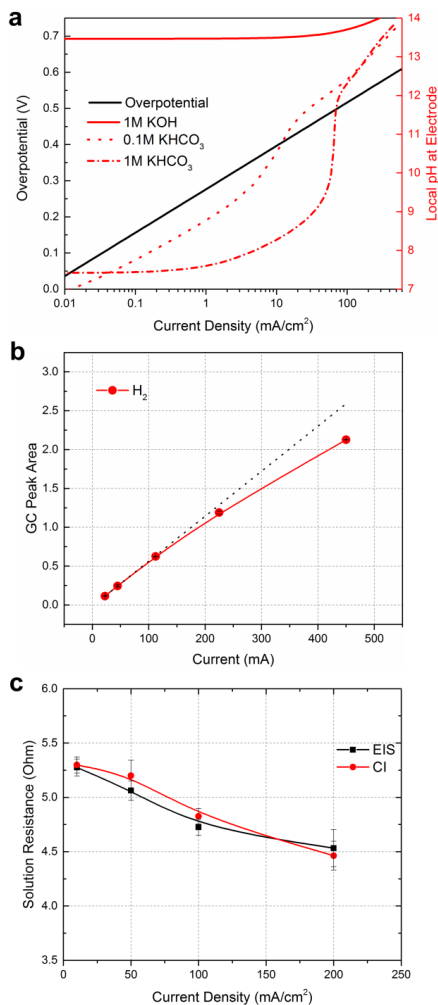 a
0.7
0.6
0.5
0.4
0.3
0.2
0.1
0.0
Overpotential (V)
Overpotential
1M KOH
0.1M KHCO₃
1M KHCO₃
14
13
12
11
10
9
8
7
Local pH at Electrode
0.01
0.1
1
10
100
Current Density (mA/cm²)
b
3.0
2.5
2.0
1.5
1.0
0.5
0.0
GC Peak Area
H₂
0
100
200
300
400
500
Current (mA)
c
6.0
5.5
5.0
4.5
4.0
3.5
Solution Resistance (Ohm)
EIS
CI
0
50
100
150
200
250
Current Density (mA/cm²)